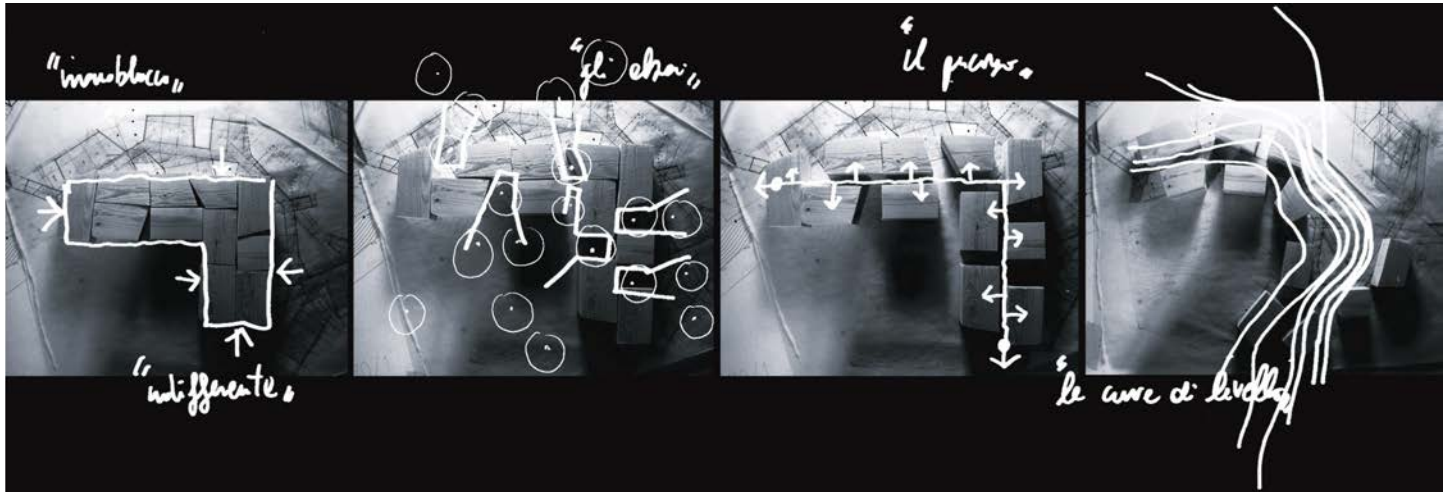 "monoblocco"
"indifferente"
"gli alberi"
"il percorso"
"le curve di livello"